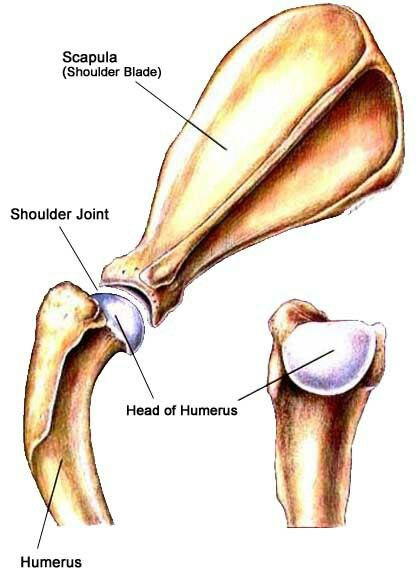 Scapula
(Shoulder Blade)
Shoulder Joint
Head of Humerus
Humerus